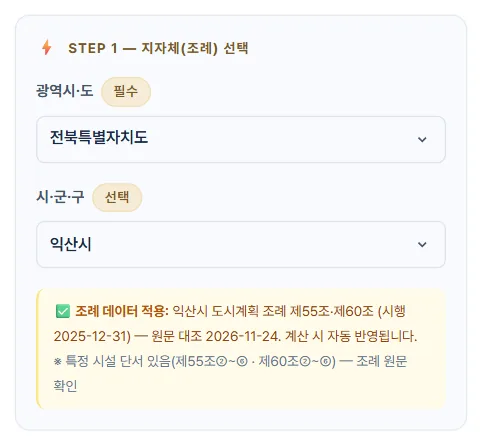 STEP 1 — 지자체(조례) 선택
광역시·도 필수
전북특별자치도
시·군·구 선택
익산시
✅ 조례 데이터 적용: 익산시 도시계획 조례 제55조·제60조 (시행
2025-12-31) — 원문 대조 2026-11-24. 계산 시 자동 반영됩니다.
※ 특정 시설 단서 있음(제55조②~⑥ · 제60조②~⑥) — 조례 원문
확인